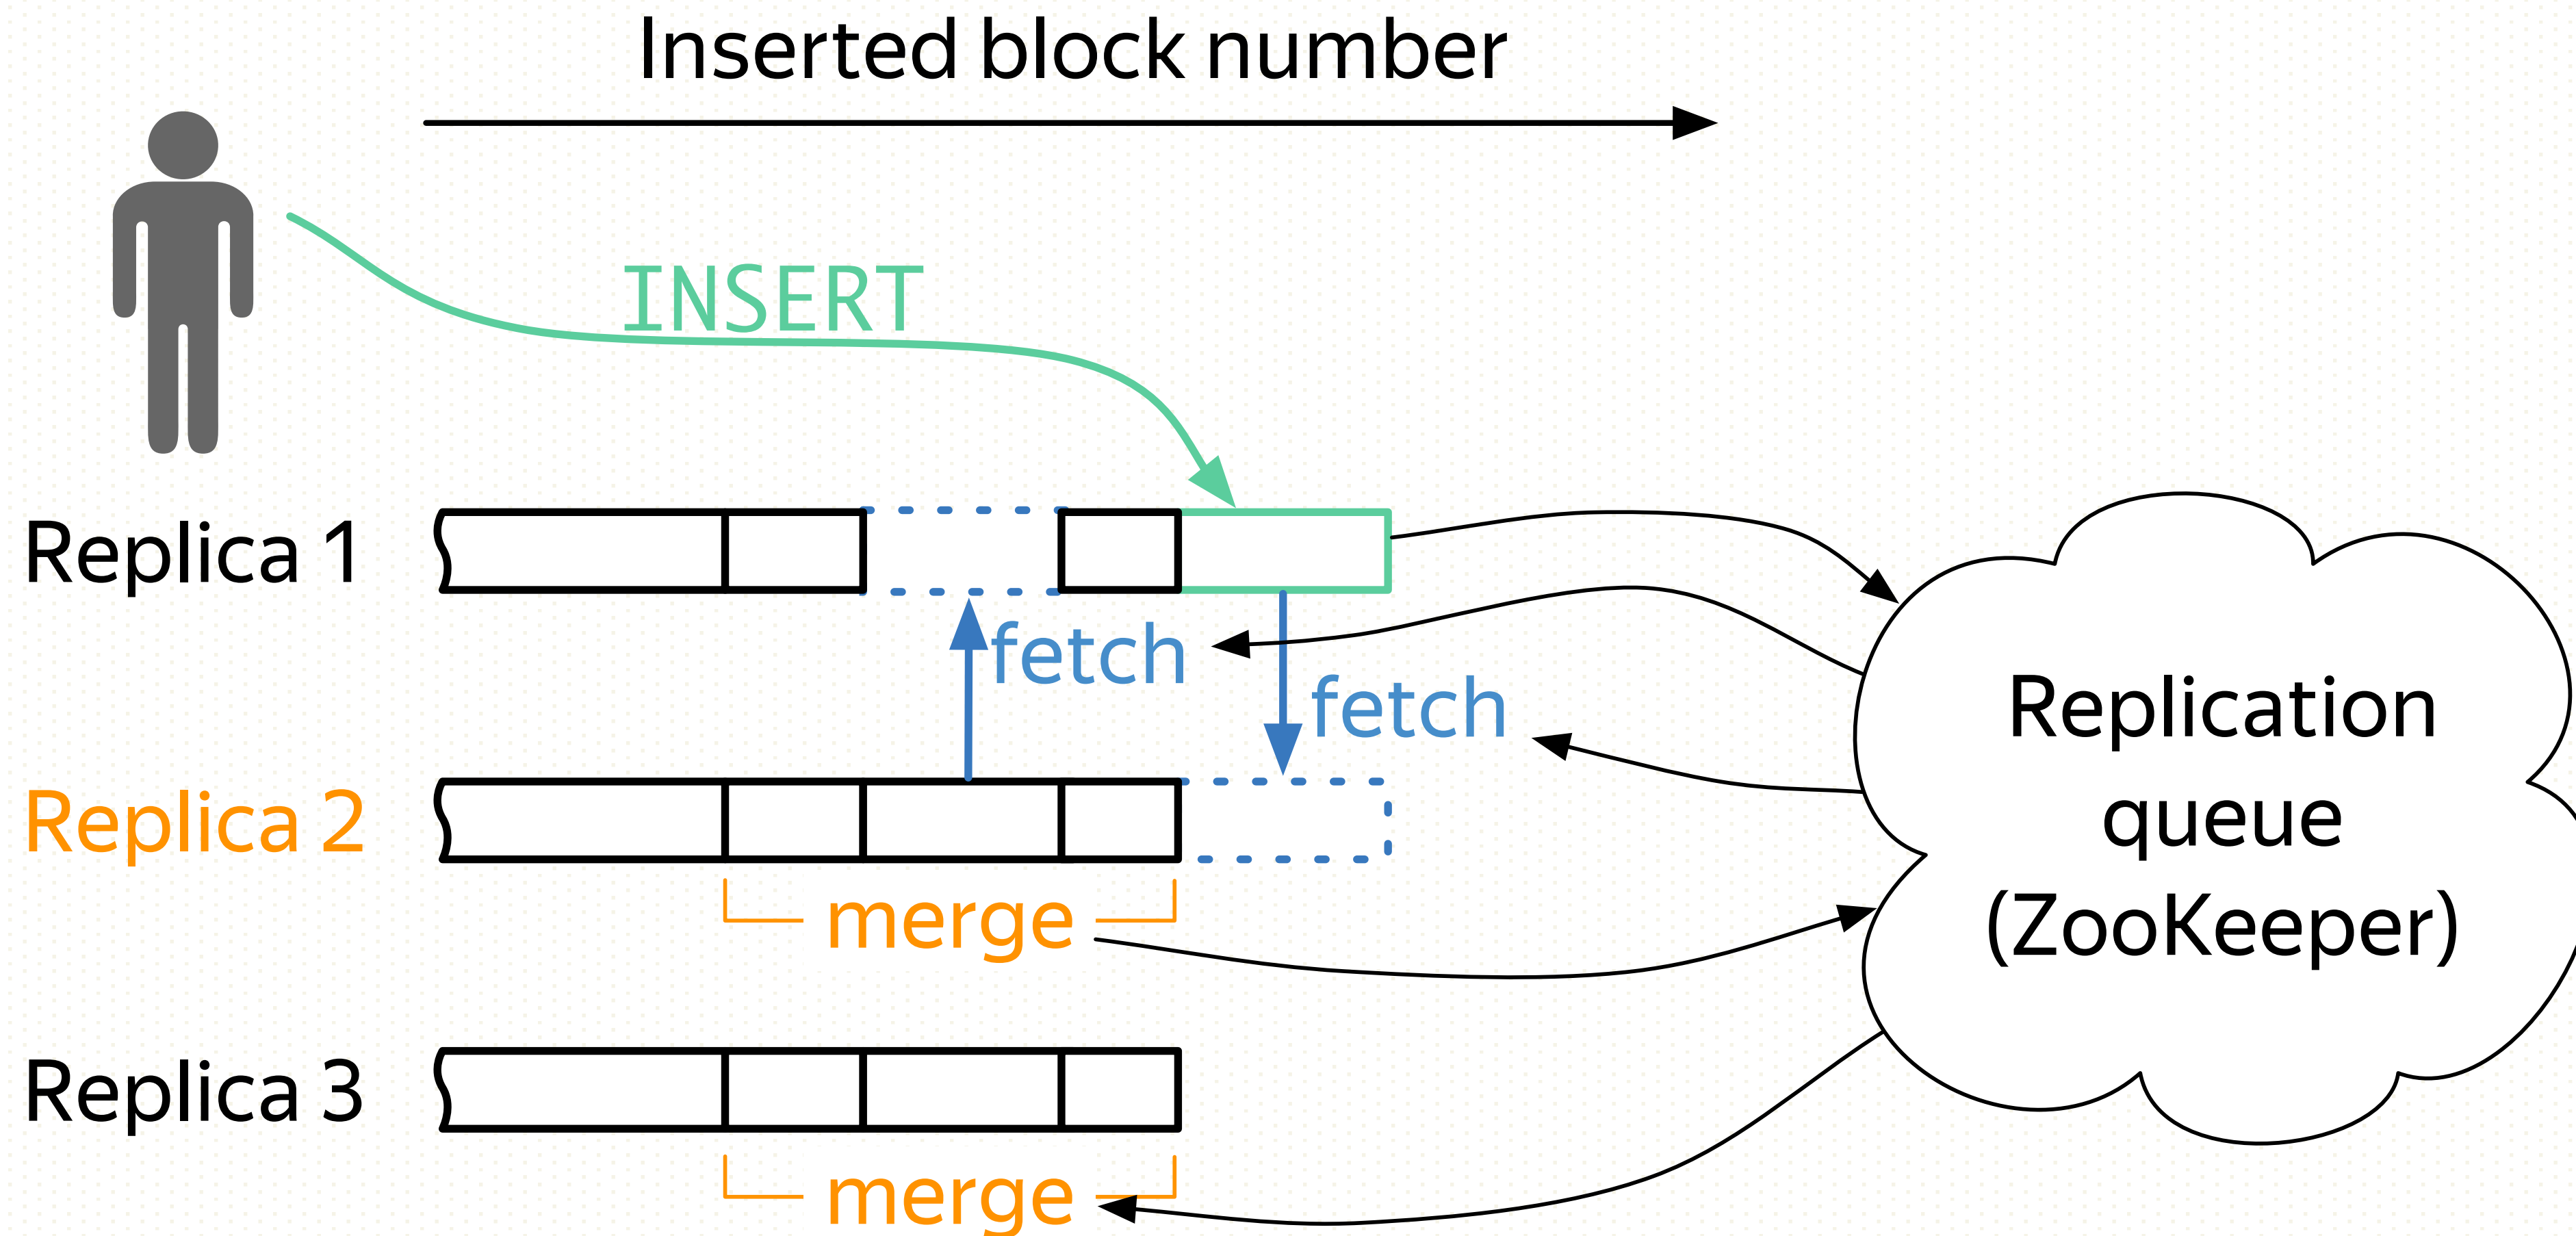 Inserted block number
INSERT
Replica 1
fetch
fetch
Replica 2
merge
Replica 3
merge
Replication
queue
(ZooKeeper)